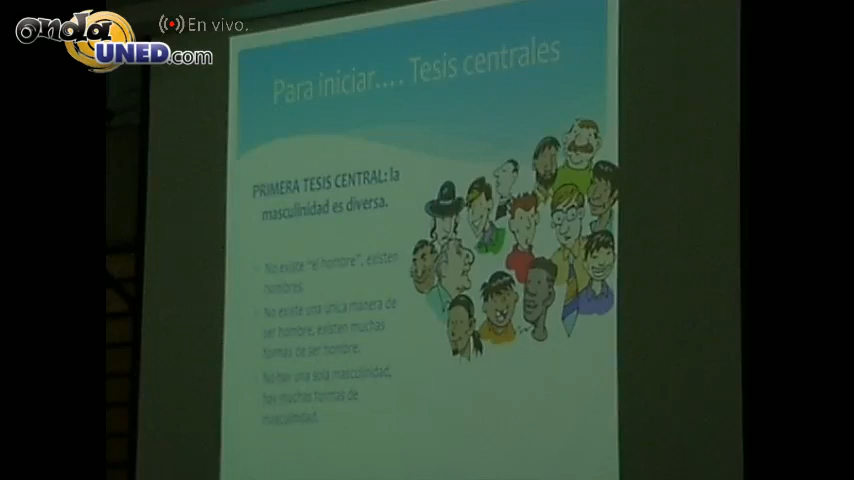 onda
UNED.com
En vivo.
Para iniciar.... Tesis centrales
PRIMERA TESIS CENTRAL: la
masculinidad es diversa.
No existe "el hombre", existen
hombres.
No existe una única manera de
ser hombre, existen muchas
formas de ser hombre.
No hay una sola masculinidad,
hay muchas formas de
masculinidad.